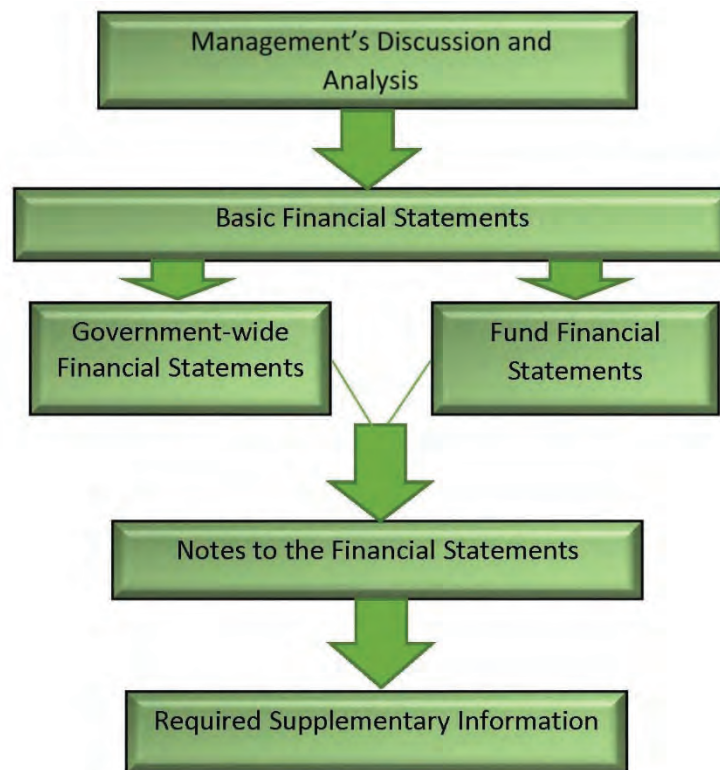 Management’s Discussion and
Analysis
Basic Financial Statements
Government-wide
Financial Statements
Fund Financial
Statements
Notes to the Financial Statements
Required Supplementary Information